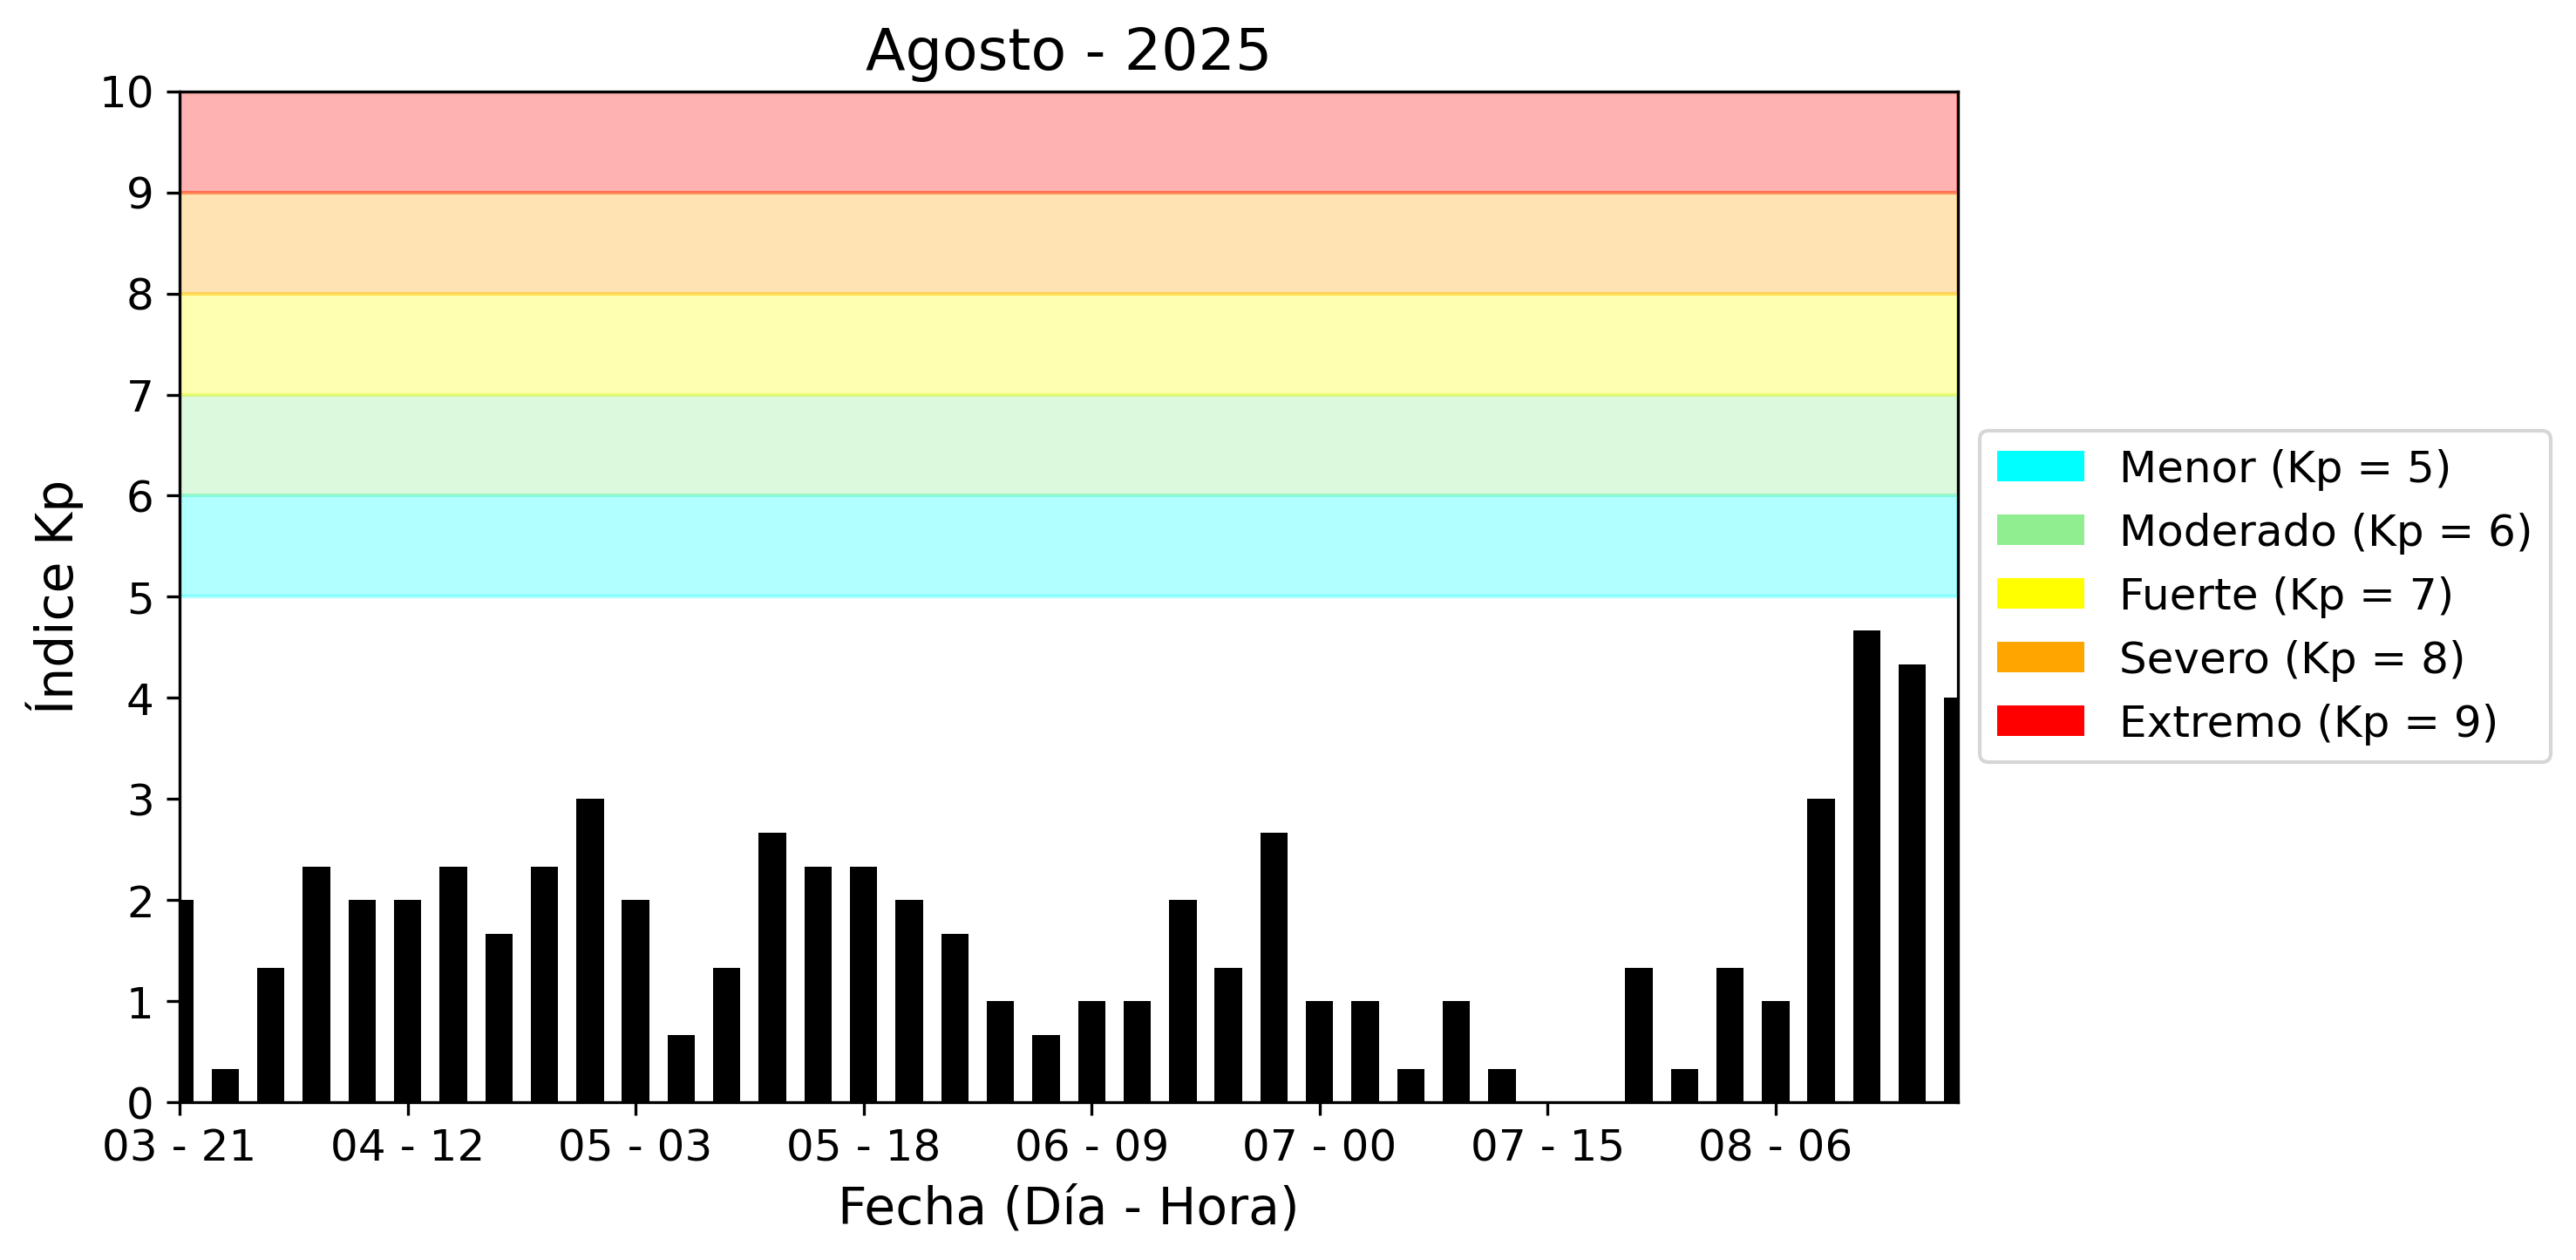 Agosto - 2025
10
9
8
7
6
5
4
3
2
1
0
Índice Kp
03 - 21
04 - 12
05 - 03
05 - 18
06 - 09
07 - 00
07 - 15
08 - 06
Fecha (Día - Hora)
Menor (Kp = 5)
Moderado (Kp = 6)
Fuerte (Kp = 7)
Severo (Kp = 8)
Extremo (Kp = 9)